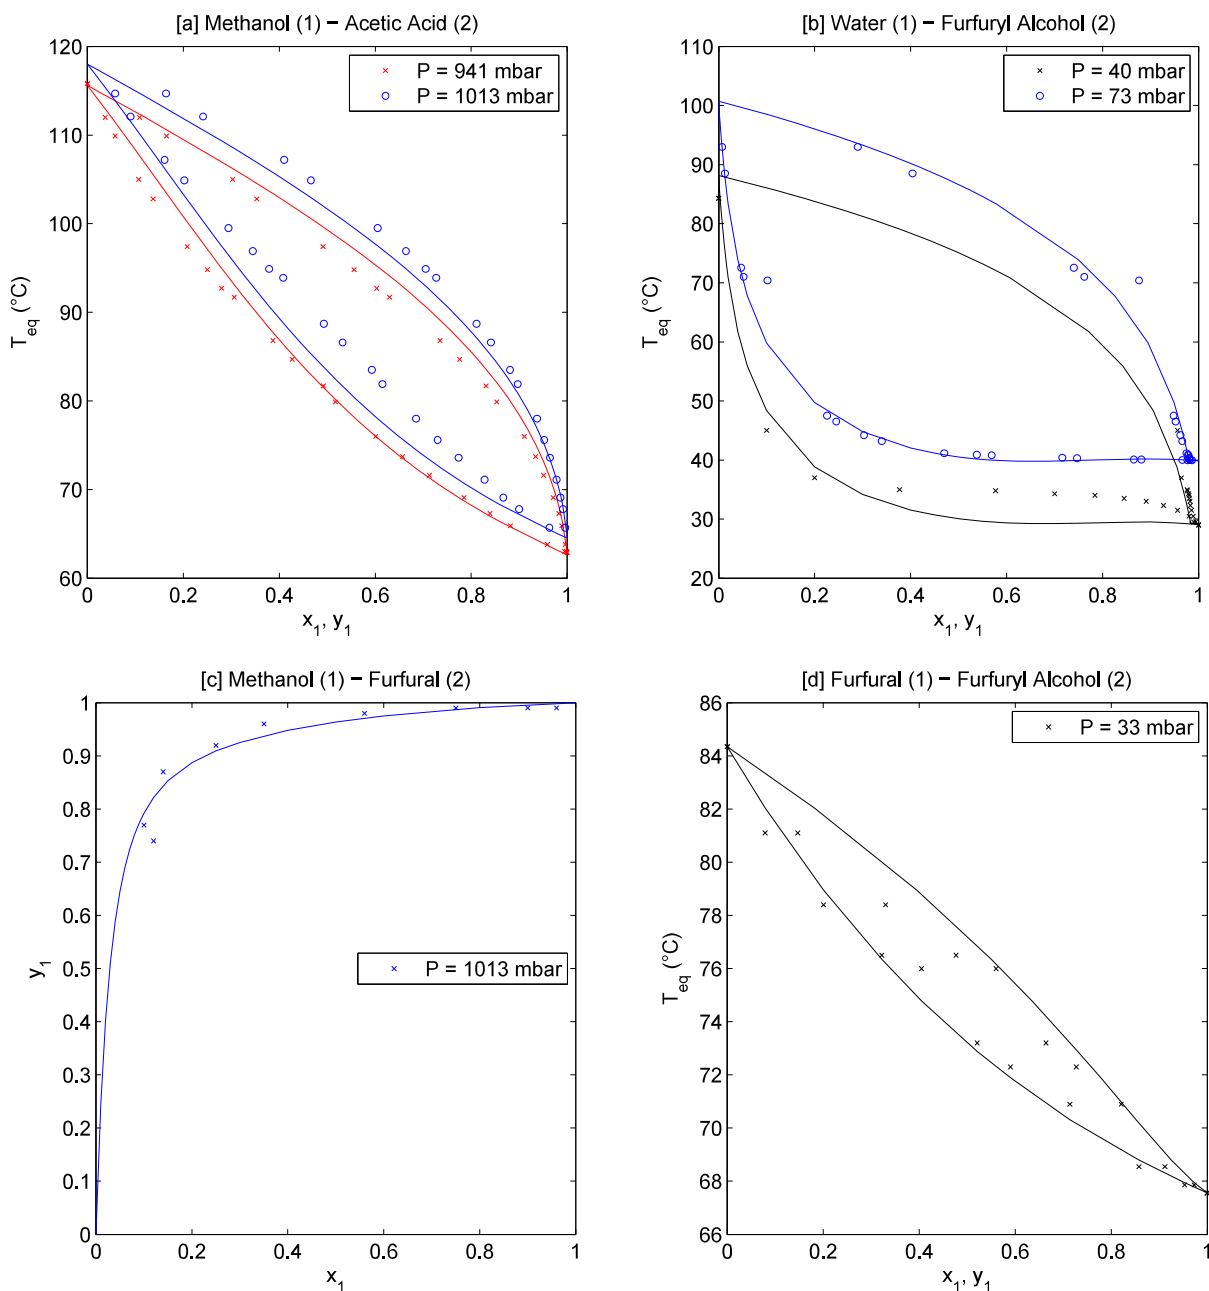 [a] Methanol (1) − Acetic Acid (2)
120
110
100
90
80
70
60
T_eq (°C)
P = 941 mbar
P = 1013 mbar
0 0.2 0.4 0.6 0.8 1
x_1, y_1
[b] Water (1) − Furfuryl Alcohol (2)
110
100
90
80
70
60
50
40
30
20
T_eq (°C)
P = 40 mbar
P = 73 mbar
0 0.2 0.4 0.6 0.8 1
x_1, y_1
[c] Methanol (1) − Furfural (2)
1
0.9
0.8
0.7
0.6
0.5
0.4
0.3
0.2
0.1
0
y_1
P = 1013 mbar
0 0.2 0.4 0.6 0.8 1
x_1
[d] Furfural (1) − Furfuryl Alcohol (2)
86
84
82
80
78
76
74
72
70
68
66
T_eq (°C)
P = 33 mbar
0 0.2 0.4 0.6 0.8 1
x_1, y_1